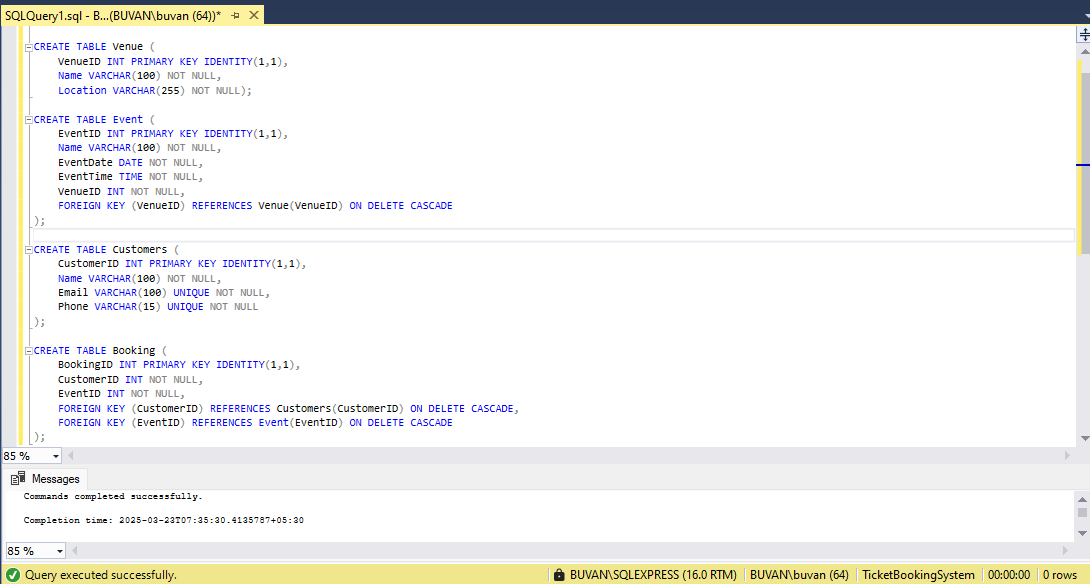 SQLQuery1.sql - B...(BUVAN\buvan (64))*
CREATE TABLE Venue (
    VenueID INT PRIMARY KEY IDENTITY(1,1),
    Name VARCHAR(100) NOT NULL,
    Location VARCHAR(255) NOT NULL);
CREATE TABLE Event (
    EventID INT PRIMARY KEY IDENTITY(1,1),
    Name VARCHAR(100) NOT NULL,
    EventDate DATE NOT NULL,
    EventTime TIME NOT NULL,
    VenueID INT NOT NULL,
    FOREIGN KEY (VenueID) REFERENCES Venue(VenueID) ON DELETE CASCADE
);
CREATE TABLE Customers (
    CustomerID INT PRIMARY KEY IDENTITY(1,1),
    Name VARCHAR(100) NOT NULL,
    Email VARCHAR(100) UNIQUE NOT NULL,
    Phone VARCHAR(15) UNIQUE NOT NULL
);
CREATE TABLE Booking (
    BookingID INT PRIMARY KEY IDENTITY(1,1),
    CustomerID INT NOT NULL,
    EventID INT NOT NULL,
    FOREIGN KEY (CustomerID) REFERENCES Customers(CustomerID) ON DELETE CASCADE,
    FOREIGN KEY (EventID) REFERENCES Event(EventID) ON DELETE CASCADE
);
85 %
Messages
Commands completed successfully.
Completion time: 2025-03-23T07:35:30.4135787+05:30
85 %
Query executed successfully. BUVAN\SQLEXPRESS (16.0 RTM) BUVAN\buvan (64) TicketBookingSystem 00:00:00 0 rows